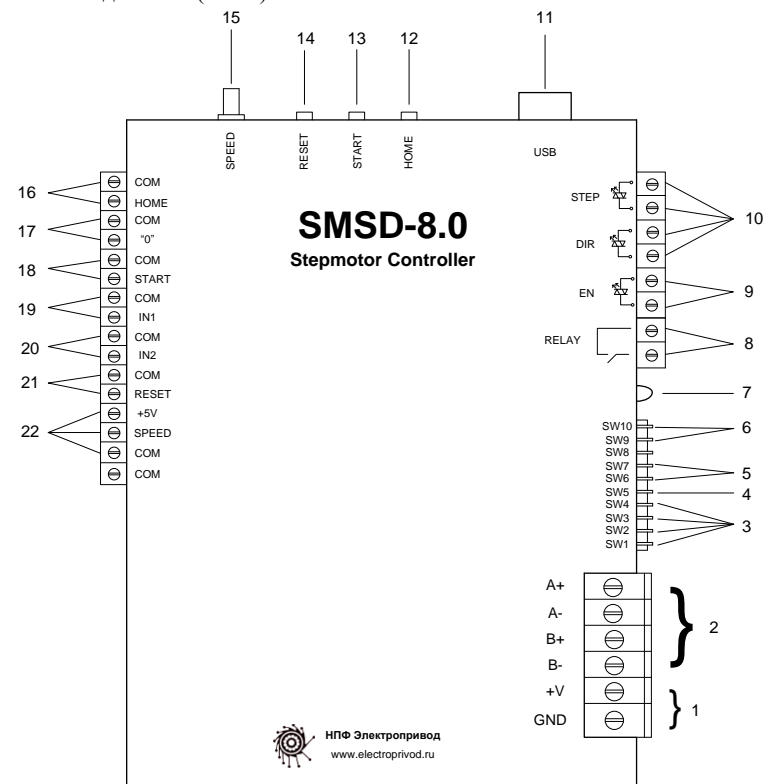 15
14
13
12
11
SPEED
RESET
START
HOME
USB
COM
HOME
COM
"0"
COM
START
COM
IN1
COM
IN2
COM
RESET
+5V
SPEED
COM
COM
16
17
18
19
20
21
22
SMSD-8.0
Stepmotor Controller
STEP
DIR
EN
RELAY
10
9
8
7
SW10
SW9
SW8
SW7
SW6
SW5
SW4
SW3
SW2
SW1
6
5
4
3
A+
A-
B+
B-
+V
GND
2
1
НПФ Электропривод
www.electroprivod.ru